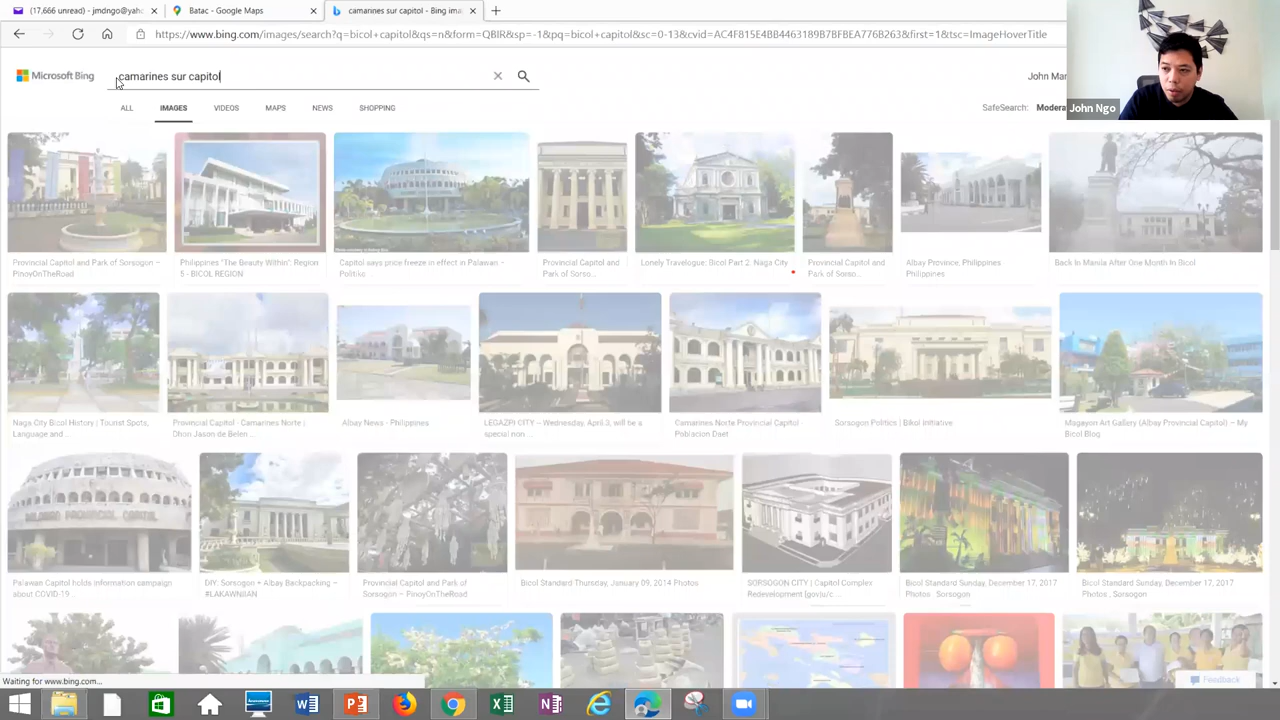 (17,666 unread) - jmdngo@yaho
Batac - Google Maps
camarines sur capitol - Bing ima
https://www.bing.com/images/search?q=bicol+capitol&qs=n&form=QBIR&sp=-1&pq=bicol+capitol&sc=0-13&cvid=AC4F815E4BB4463189B7BFBEA776B263&first=1&tsc=ImageHoverTitle
Microsoft Bing
camarines sur capitol
John Mar
ALL
IMAGES
VIDEOS
MAPS
NEWS
SHOPPING
SafeSearch: Modera
John Ngo
Provincial Capitol and Park of Sorsogon –
PinoyOnTheRoad
Philippines "The Beauty Within": Region
5 - BICOL REGION
Capitol says price freeze in effect in Palawan –
Politiko ...
Provincial Capitol and
Park of Sorso...
Lonely Travelogue: Bicol Part 2: Naga City
Provincial Capitol and
Park of Sorso...
Albay Province, Philippines
Philippines
Back In Manila After One Month In Bicol
Naga City Bicol History | Tourist Spots,
Language and ...
Provincial Capitol - Camarines Norte |
Dhon Jason de Belen ...
Albay News - Philippines
LEGAZPI CITY -- Wednesday, April 3, will be a
special non ...
Camarines Norte Provincial Capitol -
Poblacion Daet
Sorsogon Politics | Bikol Initiative
Magayon Art Gallery (Albay Provincial Capitol) – My
Bicol Blog
PALAWAN PROVINCIAL CAPITOL
Palawan Capitol holds information campaign
about COVID-19 ...
DIY: Sorsogon + Albay Backpacking –
#LAKAWNIAN
Provincial Capitol and Park of
Sorsogon – PinoyOnTheRoad
Bicol Standard Thursday, January 09, 2014 Photos
SORSOGON CITY | Capitol Complex
Redevelopment [gov|u/c ...
Bicol Standard Sunday, December 17, 2017
Photos , Sorsogon
Bicol Standard Sunday, December 17, 2017
Photos , Sorsogon
Feedback
Waiting for www.bing.com...